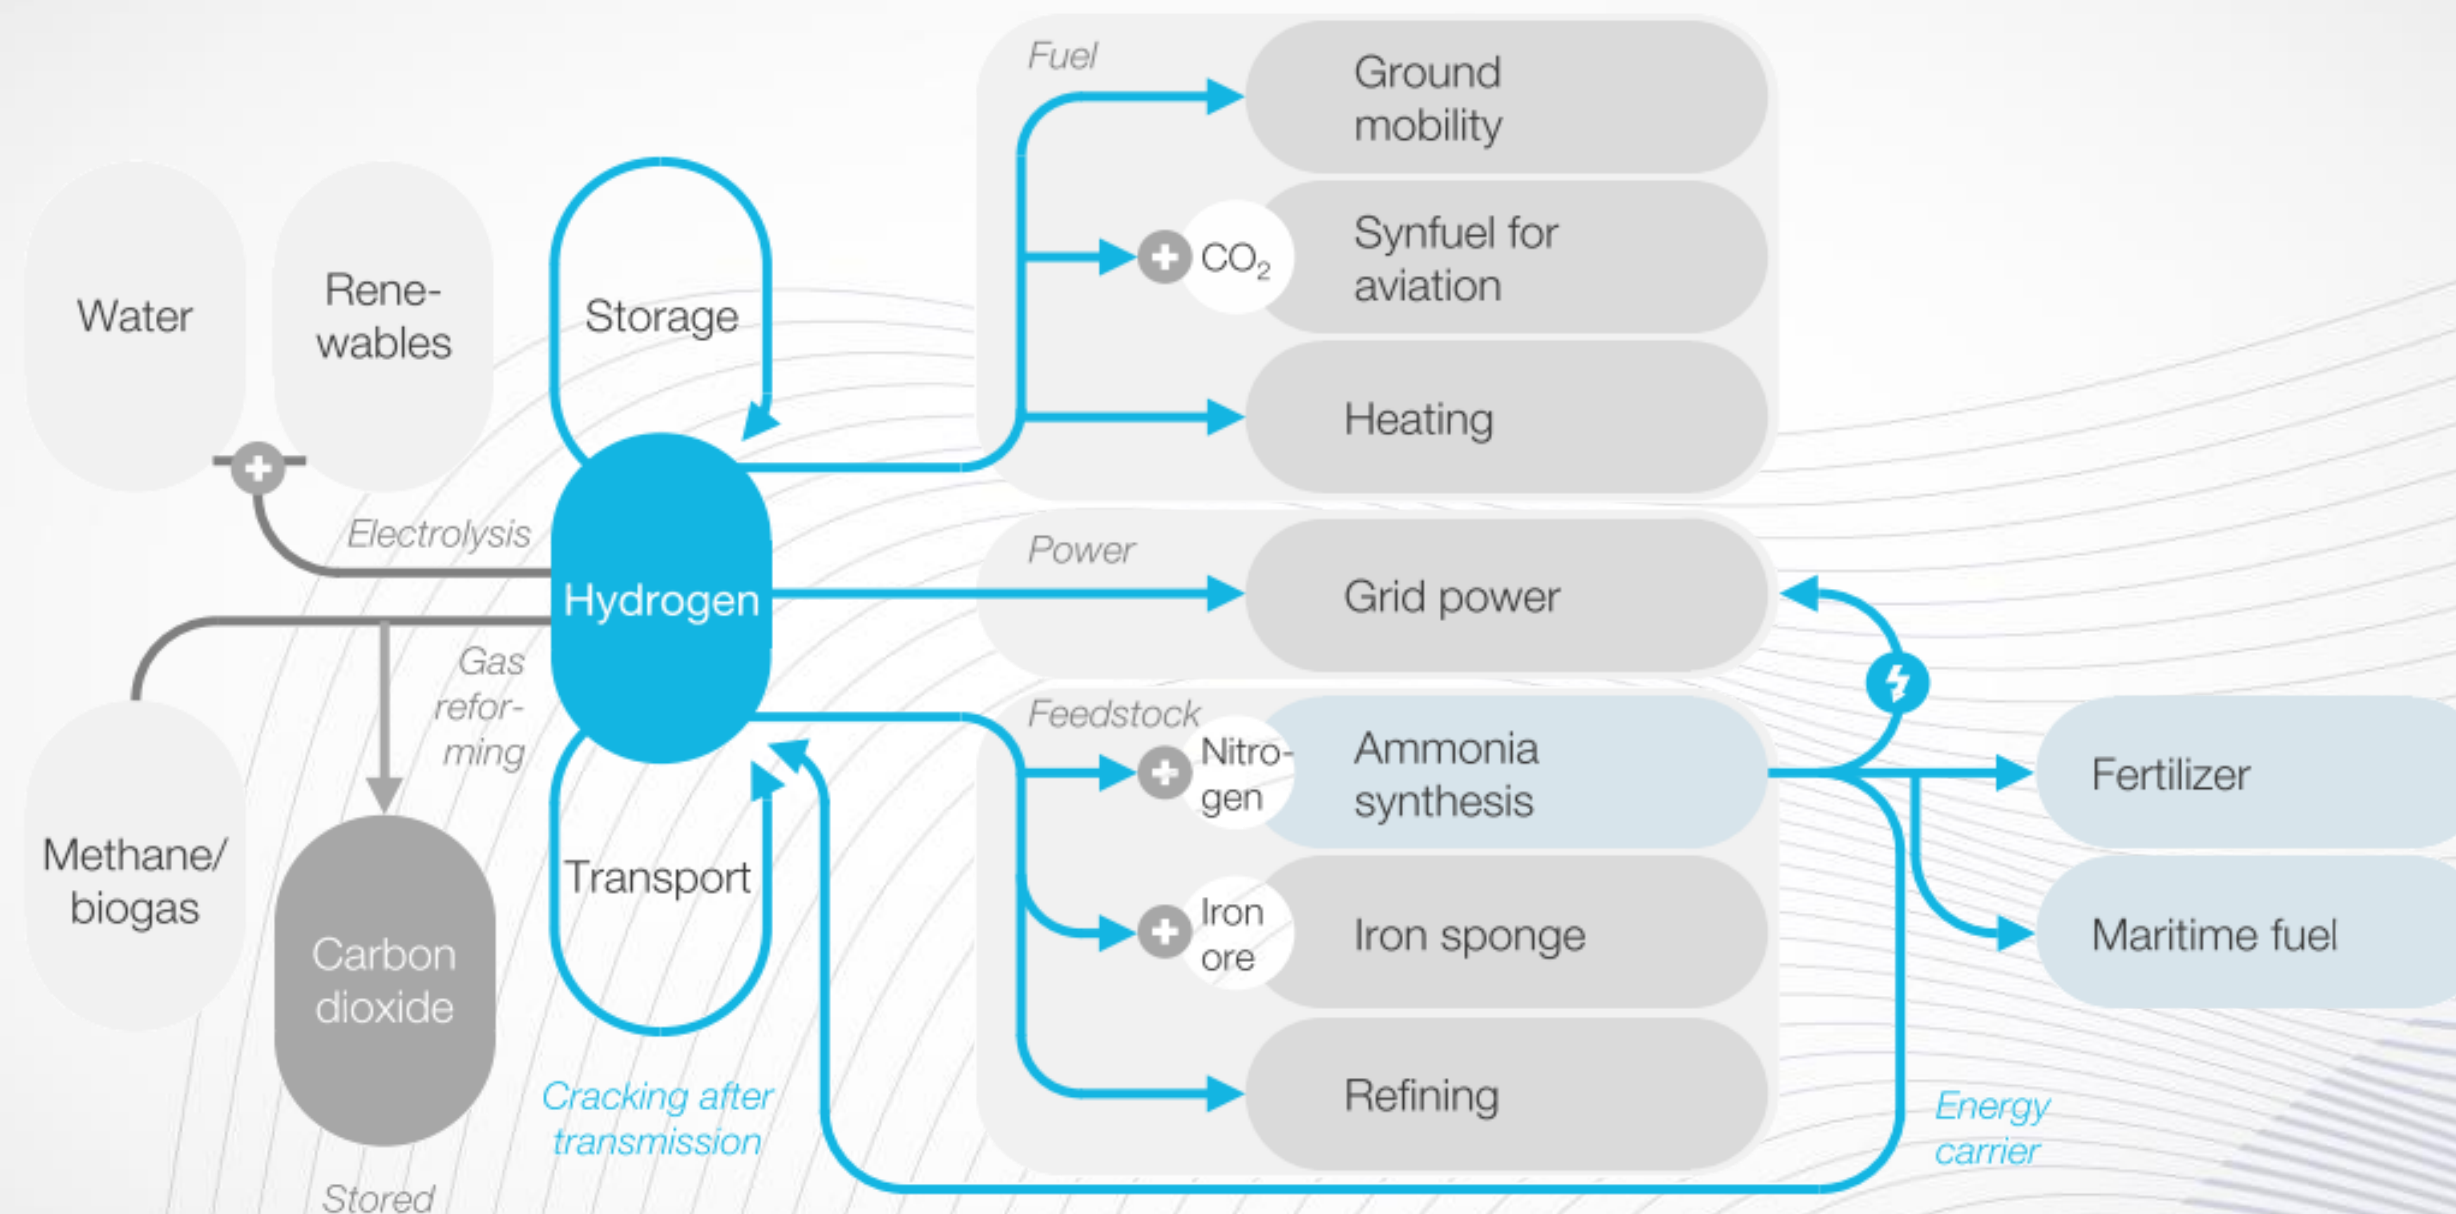 Water
Rene-
wables
Electrolysis
Methane/
biogas
Gas
refor-
ming
Carbon
dioxide
Stored
Storage
Hydrogen
Transport
Cracking after
transmission
Fuel
Ground
mobility
CO₂
Synfuel for
aviation
Heating
Power
Grid power
Feedstock
Nitro-
gen
Ammonia
synthesis
Iron
ore
Iron sponge
Refining
Fertilizer
Maritime fuel
Energy
carrier